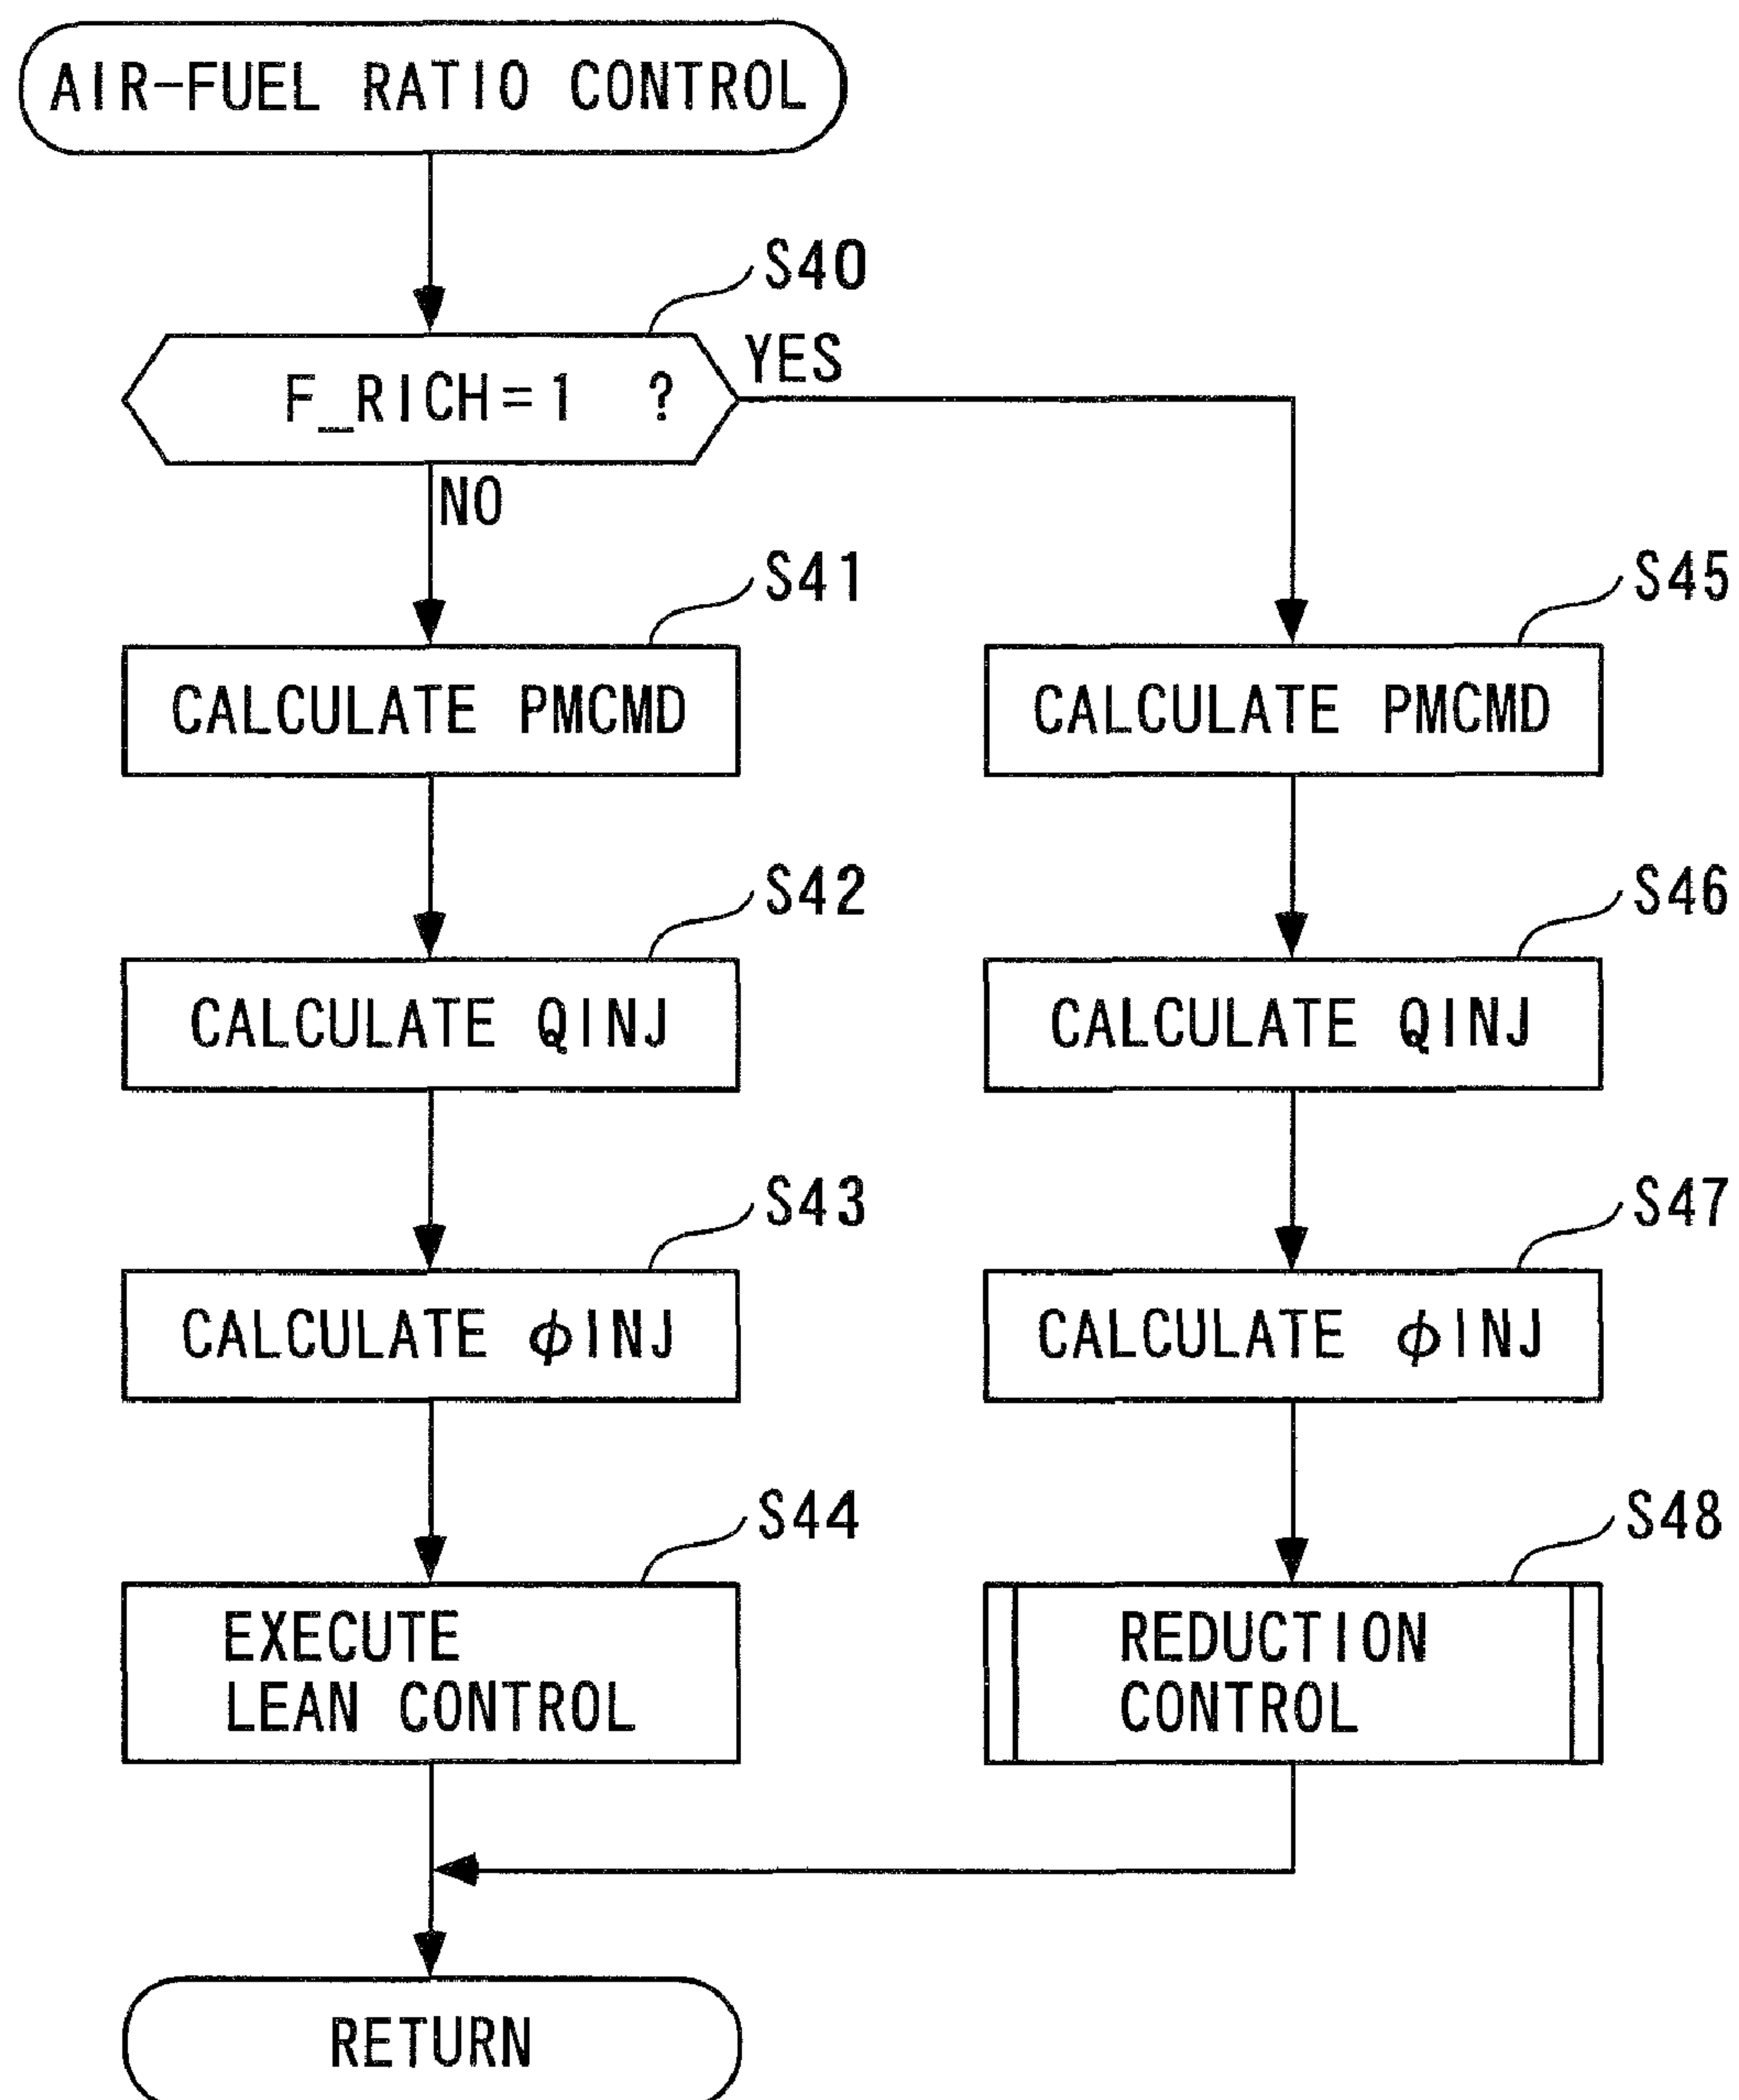 AIR-FUEL RATIO CONTROL
S40
F_RICH=1 ?
YES
NO
S41
CALCULATE PMCMD
S42
CALCULATE QINJ
S43
CALCULATE φINJ
S44
EXECUTE
LEAN CONTROL
S45
CALCULATE PMCMD
S46
CALCULATE QINJ
S47
CALCULATE φINJ
S48
REDUCTION
CONTROL
RETURN